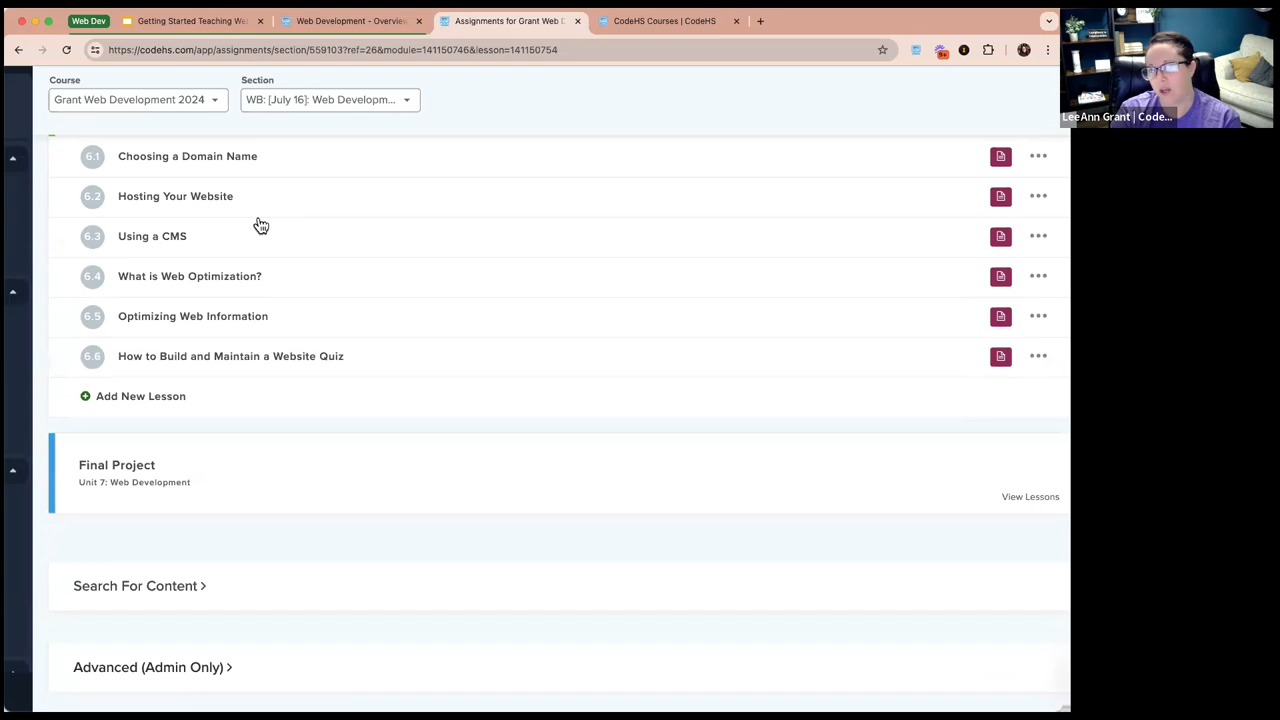 Web Dev
Getting Started Teaching We
Web Development - Overview
Assignments for Grant Web D
CodeHS Courses | CodeHS
https://codehs.com/app/assignments/section/559103?ref=26&module=141150746&lesson=141150754
9+
Course
Section
Grant Web Development 2024
WB: [July 16]: Web Developm...
LeeAnn Grant | Code...
6.1 Choosing a Domain Name
6.2 Hosting Your Website
6.3 Using a CMS
6.4 What is Web Optimization?
6.5 Optimizing Web Information
6.6 How to Build and Maintain a Website Quiz
Add New Lesson
Final Project
Unit 7: Web Development
View Lessons
Search For Content >
Advanced (Admin Only) >